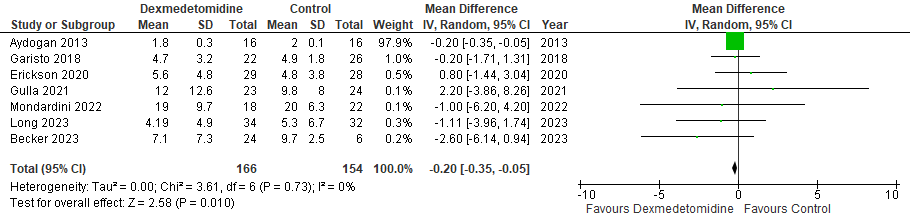 Dexmedetomidine Control Mean Difference Mean Difference
Study or Subgroup Mean SD Total Mean SD Total Weight IV, Random, 95% CI Year IV, Random, 95% CI
Aydogan 2013 1.8 0.3 16 2 0.1 16 97.9% -0.20 [-0.35, -0.05] 2013
Garisto 2018 4.7 3.2 22 4.9 1.8 26 1.0% -0.20 [-1.71, 1.31] 2018
Erickson 2020 5.6 4.8 29 4.8 3.8 28 0.4% 0.80 [-1.44, 3.04] 2020
Gulla 2021 12 12.6 23 9.8 8 24 0.1% 2.20 [-3.86, 8.26] 2021
Mondardini 2022 19 9.7 18 20 6.3 22 0.1% -1.00 [-6.20, 4.20] 2022
Long 2023 4.19 4.9 34 5.3 6.7 32 0.3% -1.11 [-3.96, 1.74] 2023
Becker 2023 7.1 7.3 24 9.7 2.5 6 0.2% -2.60 [-6.14, 0.94] 2023
Total (95% CI) 166 154 100.0% -0.20 [-0.35, -0.05]
Heterogeneity: Tau² = 0.00; Chi² = 3.61, df = 6 (P = 0.73); I² = 0%
Test for overall effect: Z = 2.58 (P = 0.010)
-10 -5 0 5 10
Favours Dexmedetomidine Favours Control